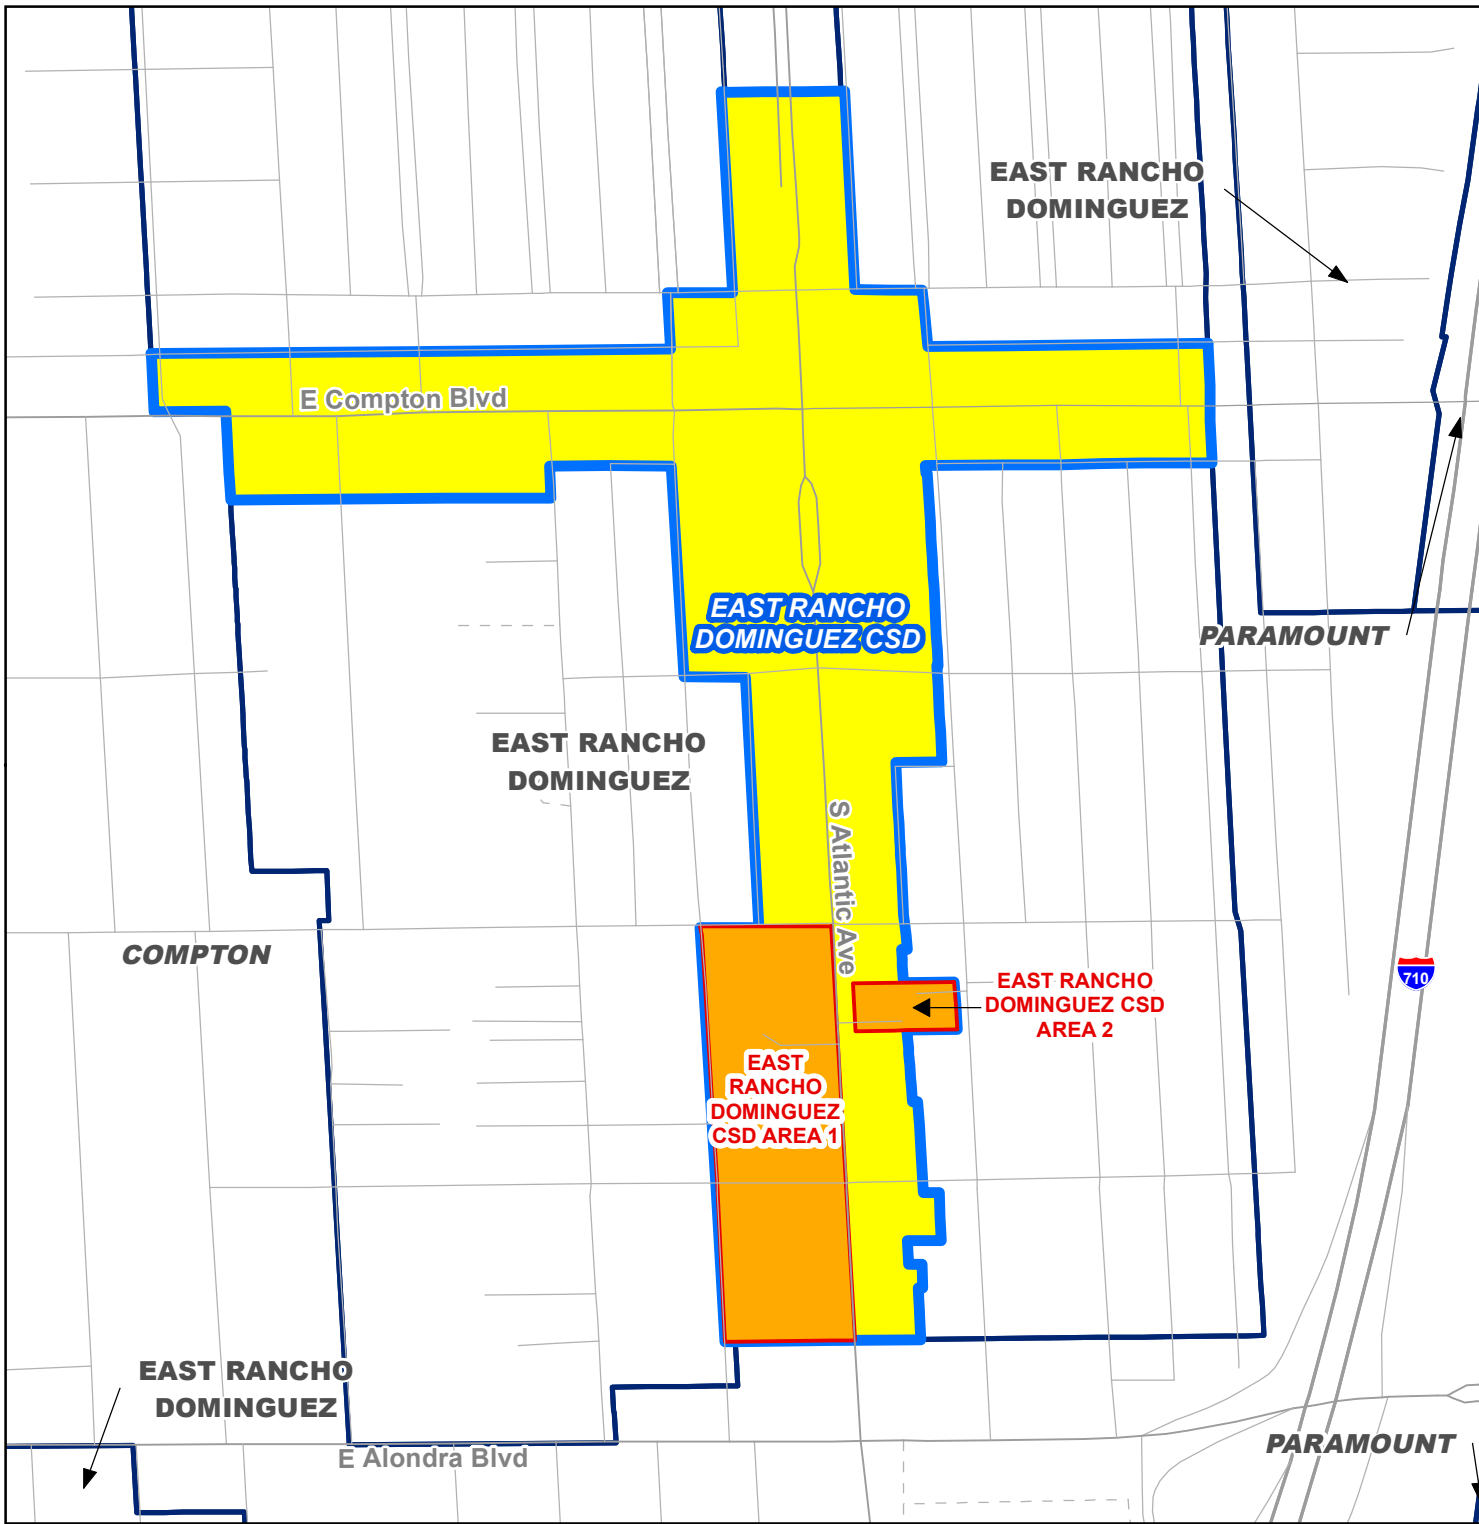 EAST RANCHO
DOMINGUEZ
E Compton Blvd
EAST RANCHO
DOMINGUEZ CSD
PARAMOUNT
EAST RANCHO
DOMINGUEZ
S Atlantic Ave
COMPTON
710
EAST RANCHO
DOMINGUEZ CSD
AREA 2
EAST
RANCHO
DOMINGUEZ
CSD AREA 1
EAST RANCHO
DOMINGUEZ
PARAMOUNT
E Alondra Blvd